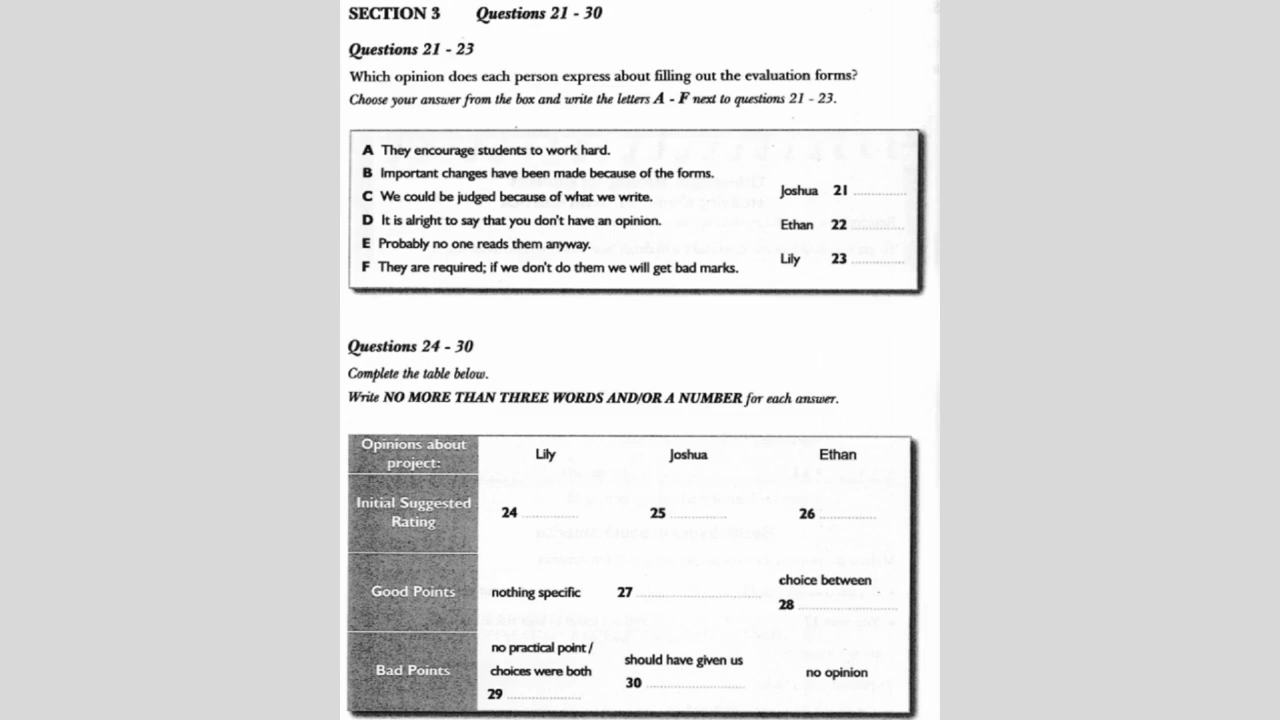 SECTION 3 Questions 21 - 30
Questions 21 - 23
Which opinion does each person express about filling out the evaluation forms?
Choose your answer from the box and write the letters A - F next to questions 21 - 23.
A They encourage students to work hard.
B Important changes have been made because of the forms.
C We could be judged because of what we write.
D It is alright to say that you don't have an opinion.
E Probably no one reads them anyway.
F They are required; if we don't do them we will get bad marks.
Joshua 21 ..............
Ethan 22 ..............
Lily 23 ..............
Questions 24 - 30
Complete the table below.
Write NO MORE THAN THREE WORDS AND/OR A NUMBER for each answer.
Opinions about
project:
Lily Joshua Ethan
Initial Suggested
Rating
24 .............. 25 .............. 26 ..............
Good Points
nothing specific
27 ..............
choice between
28 ..............
Bad Points
no practical point /
choices were both
29 ..............
should have given us
30 ..............
no opinion